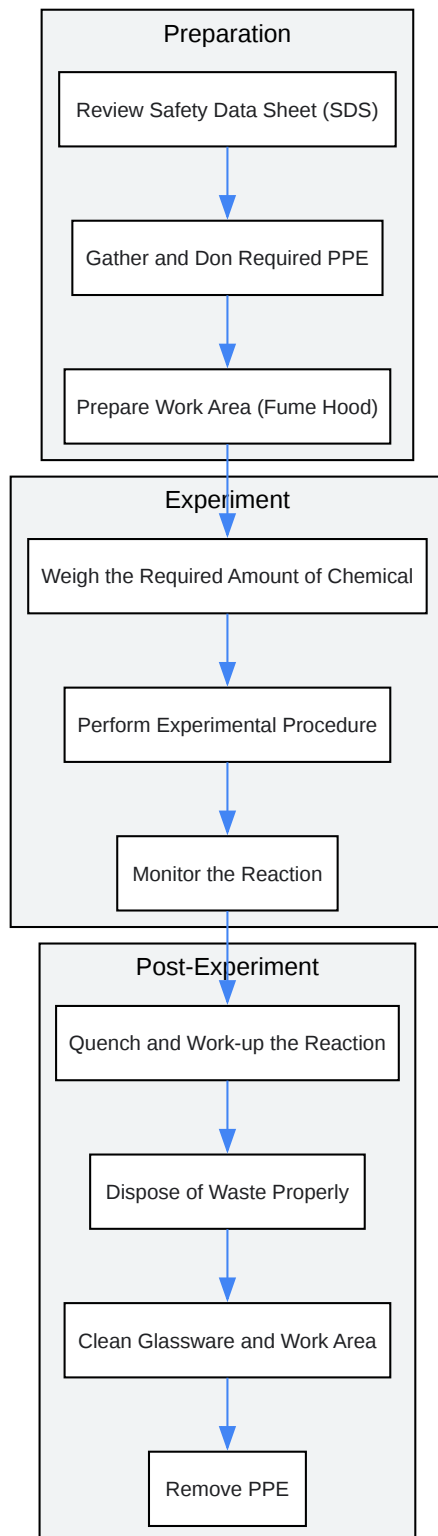 Preparation
Review Safety Data Sheet (SDS)
Gather and Don Required PPE
Prepare Work Area (Fume Hood)
Experiment
Weigh the Required Amount of Chemical
Perform Experimental Procedure
Monitor the Reaction
Post-Experiment
Quench and Work-up the Reaction
Dispose of Waste Properly
Clean Glassware and Work Area
Remove PPE